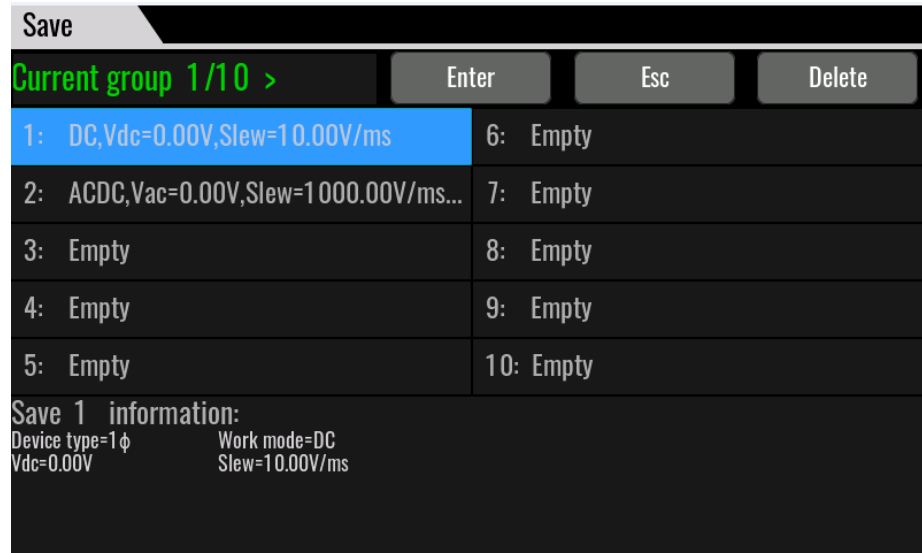 Save
Current group 1/10 > Enter Esc Delete
1: DC,Vdc=0.00V,Slew=10.00V/ms
2: ACDC,Vac=0.00V,Slew=1000.00V/ms...
3: Empty
4: Empty
5: Empty
6: Empty
7: Empty
8: Empty
9: Empty
10: Empty
Save 1 information:
Device type=1ϕ Work mode=DC
Vdc=0.00V Slew=10.00V/ms